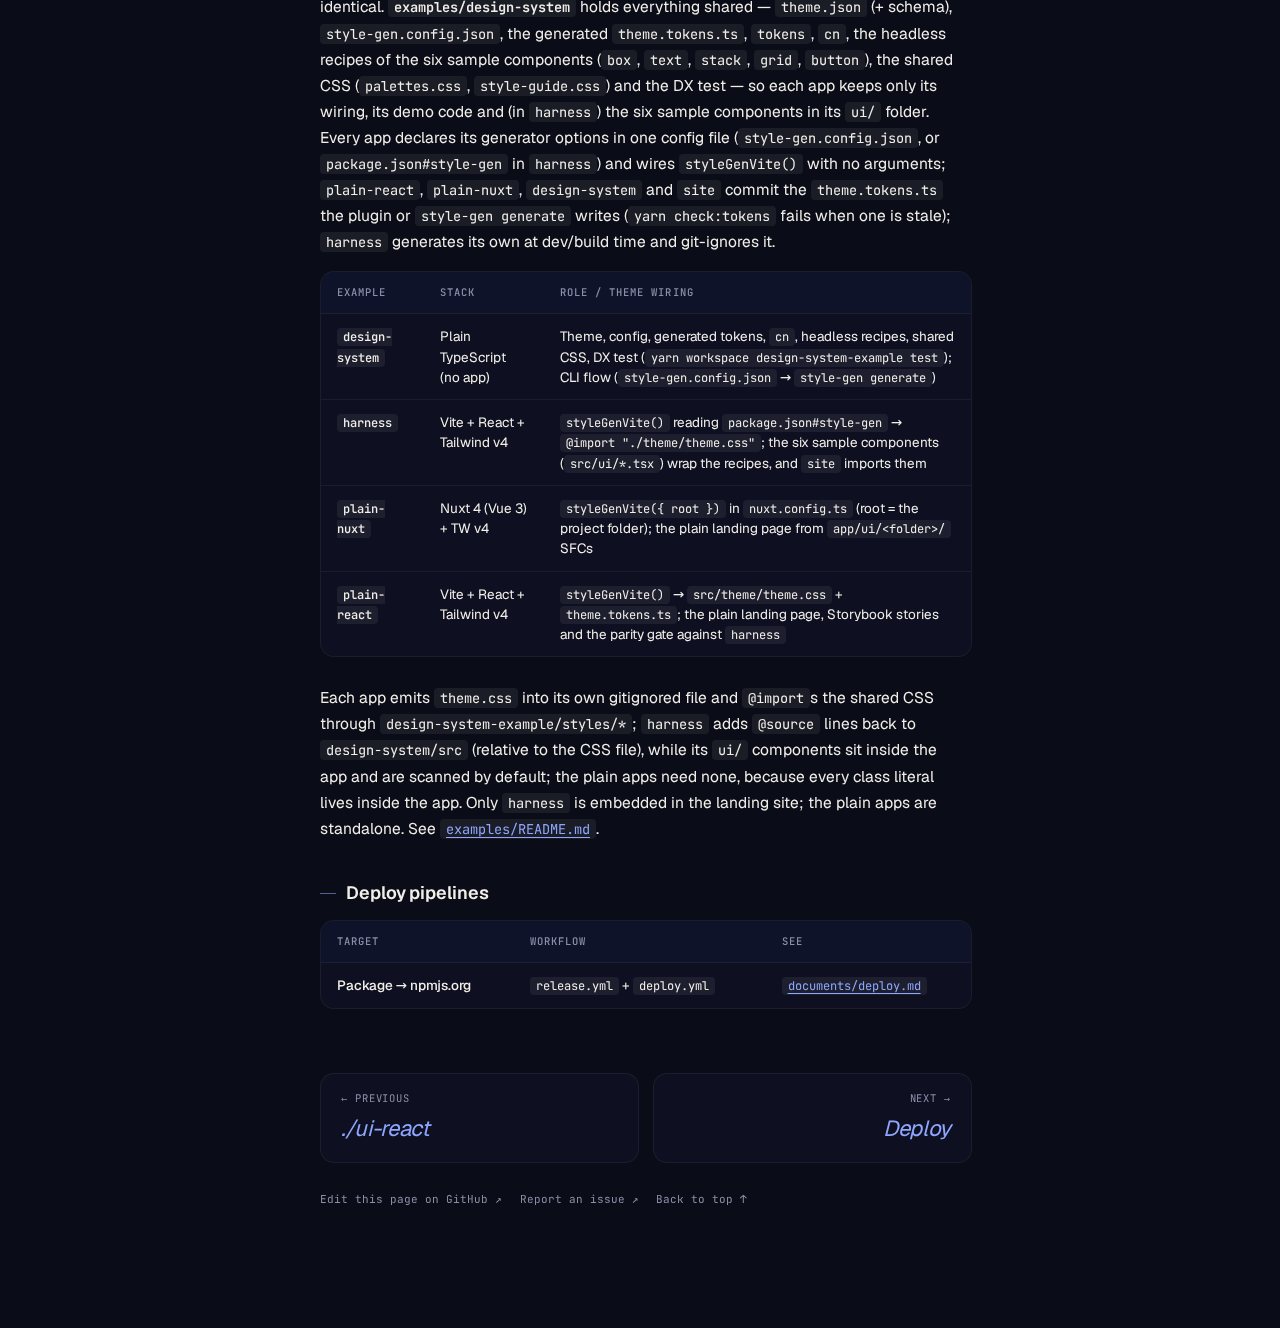 identical. examples/design-system holds everything shared — theme.json (+ schema),
style-gen.config.json, the generated theme.tokens.ts, tokens, cn, the headless
recipes of the six sample components (box, text, stack, grid, button), the shared
CSS (palettes.css, style-guide.css) and the DX test — so each app keeps only its
wiring, its demo code and (in harness) the six sample components in its ui/ folder.
Every app declares its generator options in one config file (style-gen.config.json, or
package.json#style-gen in harness) and wires styleGenVite() with no arguments;
plain-react, plain-nuxt, design-system and site commit the theme.tokens.ts
the plugin or style-gen generate writes (yarn check:tokens fails when one is stale);
harness generates its own at dev/build time and git-ignores it.
EXAMPLE STACK ROLE / THEME WIRING
design- Plain Theme, config, generated tokens, cn, headless recipes, shared
system TypeScript CSS, DX test (yarn workspace design-system-example test);
(no app) CLI flow (style-gen.config.json → style-gen generate)
harness Vite + React + styleGenVite() reading package.json#style-gen →
Tailwind v4 @import "./theme/theme.css"; the six sample components
(src/ui/*.tsx) wrap the recipes, and site imports them
plain- Nuxt 4 (Vue 3) styleGenVite({ root }) in nuxt.config.ts (root = the
nuxt + TW v4 project folder); the plain landing page from app/ui/<folder>/
SFCs
plain- Vite + React + styleGenVite() → src/theme/theme.css +
react Tailwind v4 theme.tokens.ts; the plain landing page, Storybook stories
and the parity gate against harness
Each app emits theme.css into its own gitignored file and @imports the shared CSS
through design-system-example/styles/*; harness adds @source lines back to
design-system/src (relative to the CSS file), while its ui/ components sit inside the
app and are scanned by default; the plain apps need none, because every class literal
lives inside the app. Only harness is embedded in the landing site; the plain apps are
standalone. See examples/README.md.
— Deploy pipelines
TARGET WORKFLOW SEE
Package → npmjs.org release.yml + deploy.yml documents/deploy.md
← PREVIOUS NEXT →
./ui-react Deploy
Edit this page on GitHub ↗ Report an issue ↗ Back to top ↑